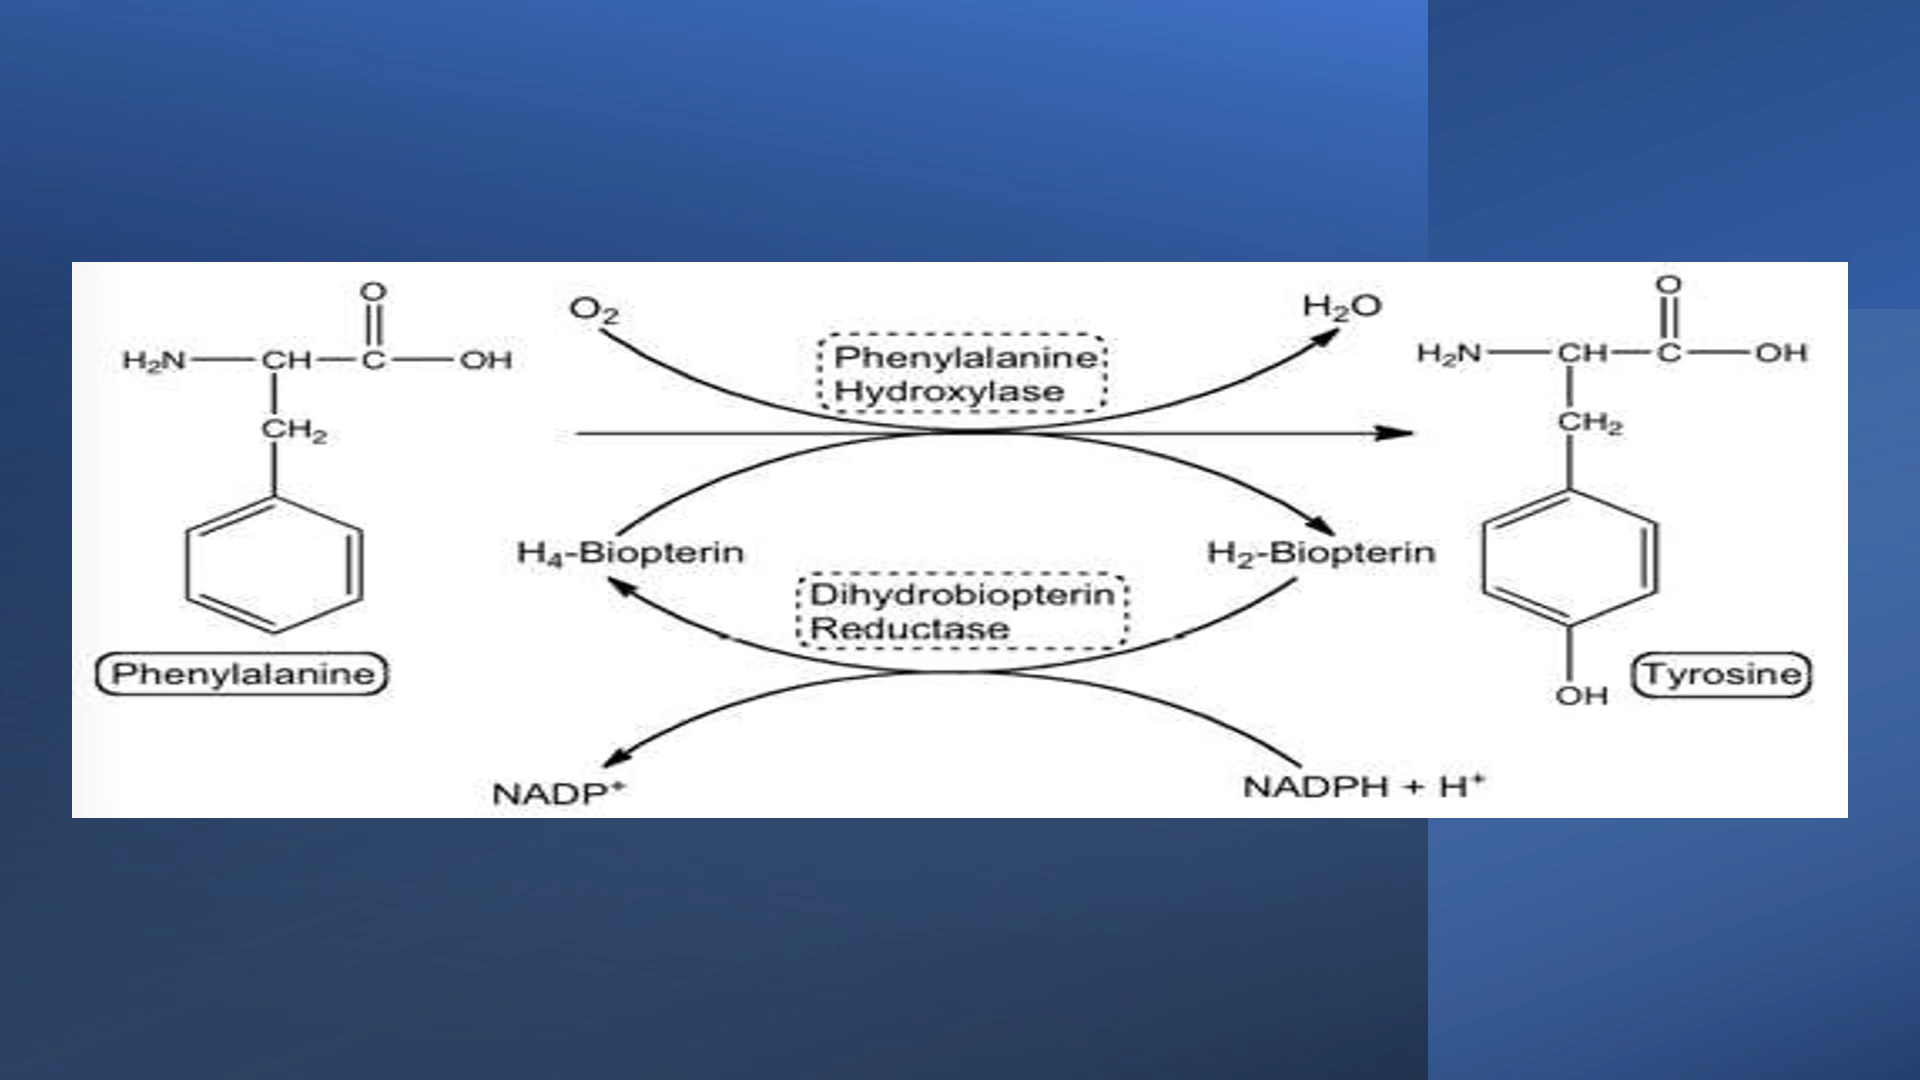 O
H₂N CH C OH
CH₂
Phenylalanine
O₂
H₂O
Phenylalanine
Hydroxylase
H₄-Biopterin
H₂-Biopterin
Dihydrobiopterin
Reductase
NADP⁺
NADPH + H⁺
O
H₂N CH C OH
CH₂
OH
Tyrosine